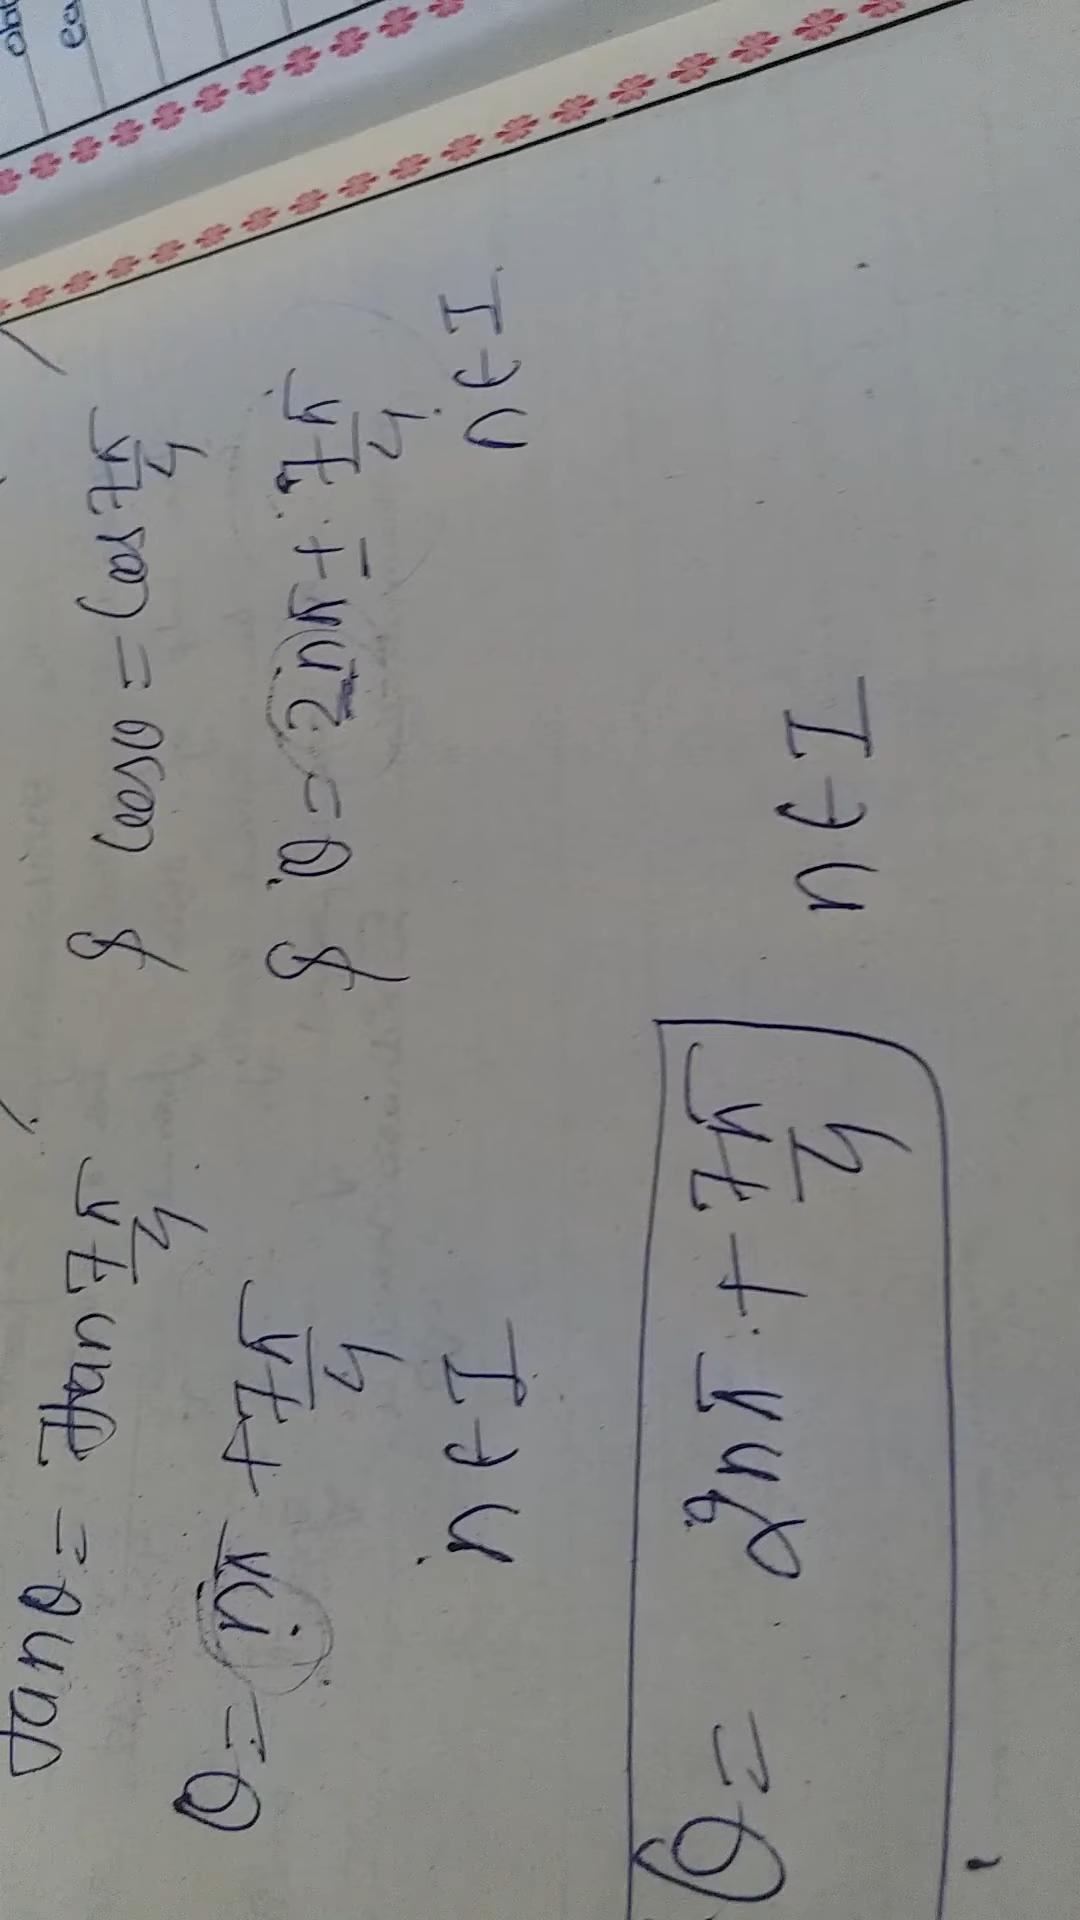 tanθ = tan 7π/4 & cosθ = cos 7π/4
θ = nπ + 7π/4 & θ = 2nπ ± 7π/4
n ∈ I n ∈ I
θ = 2nπ + 7π/4 n ∈ I